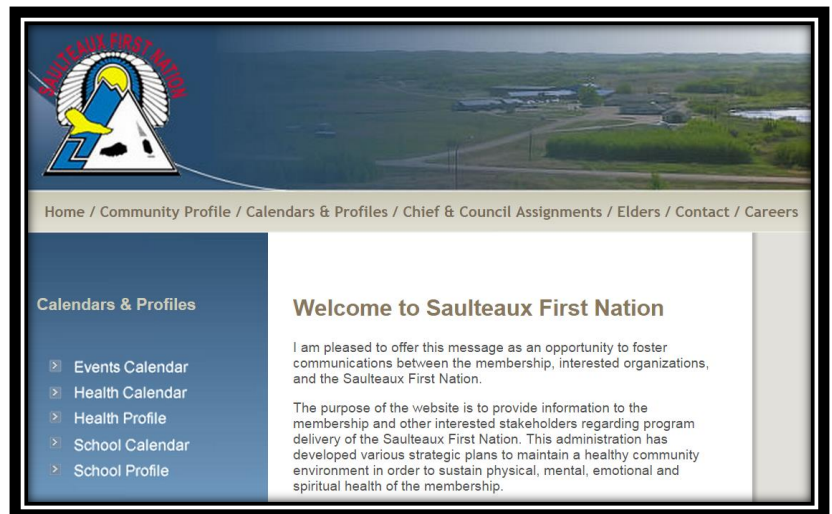 SAULTEAUX FIRST NATION
Home / Community Profile / Calendars & Profiles / Chief & Council Assignments / Elders / Contact / Careers
Calendars & Profiles
Events Calendar
Health Calendar
Health Profile
School Calendar
School Profile
Welcome to Saulteaux First Nation
I am pleased to offer this message as an opportunity to foster
communications between the membership, interested organizations,
and the Saulteaux First Nation.
The purpose of the website is to provide information to the
membership and other interested stakeholders regarding program
delivery of the Saulteaux First Nation. This administration has
developed various strategic plans to maintain a healthy community
environment in order to sustain physical, mental, emotional and
spiritual health of the membership.